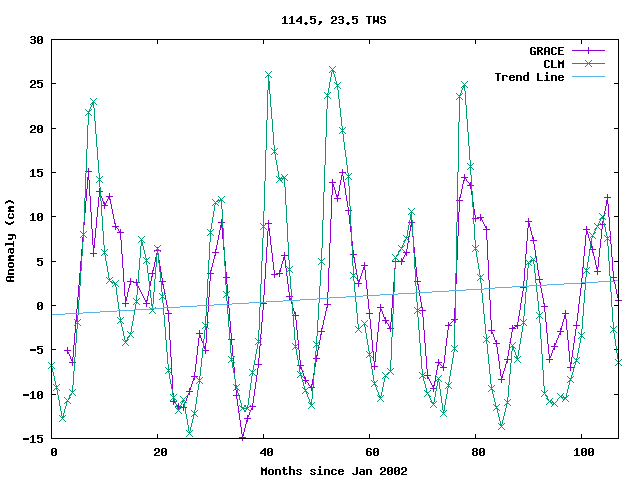 114.5, 23.5 TWS
GRACE
CLM
Trend Line
30
25
20
15
10
5
0
-5
-10
-15
Anomaly (cm)
0 20 40 60 80 100
Months since Jan 2002